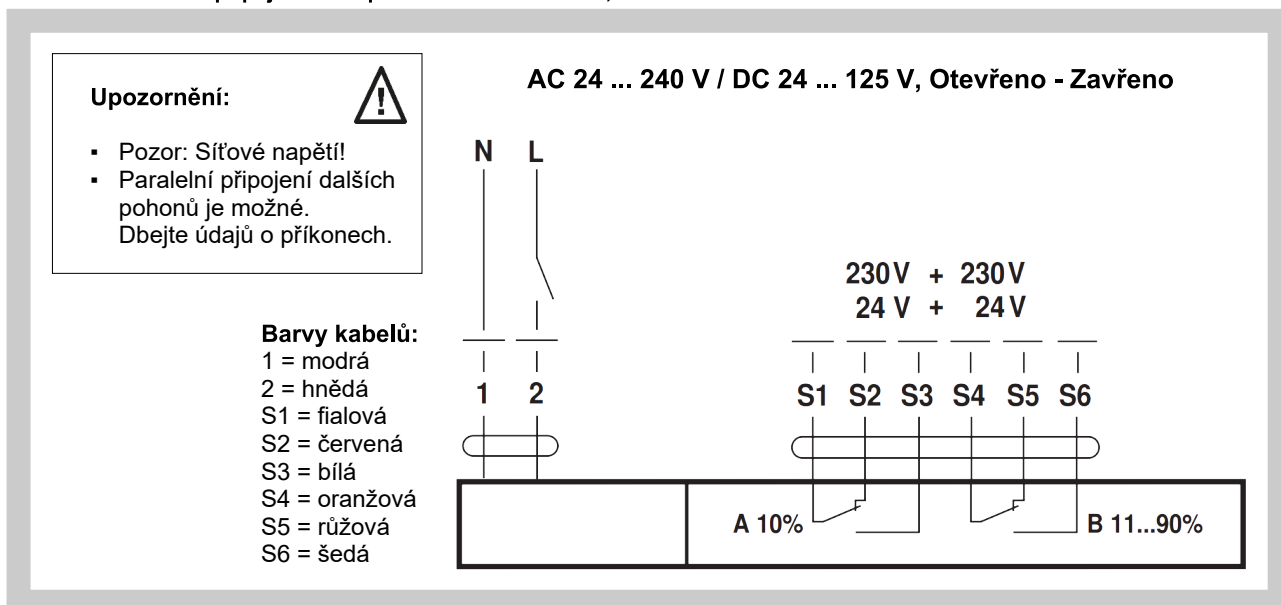 Upozornění:
▪ Pozor: Síťové napětí!
▪ Paralelní připojení dalších
pohonů je možné.
Dbejte údajů o příkonech.
AC 24 ... 240 V / DC 24 ... 125 V, Otevřeno - Zavřeno
N L
230 V + 230 V
24 V + 24 V
Barvy kabelů:
1 = modrá
2 = hnědá
S1 = fialová
S2 = červená
S3 = bílá
S4 = oranžová
S5 = růžová
S6 = šedá
1 2
S1 S2 S3 S4 S5 S6
A 10%
B 11...90%